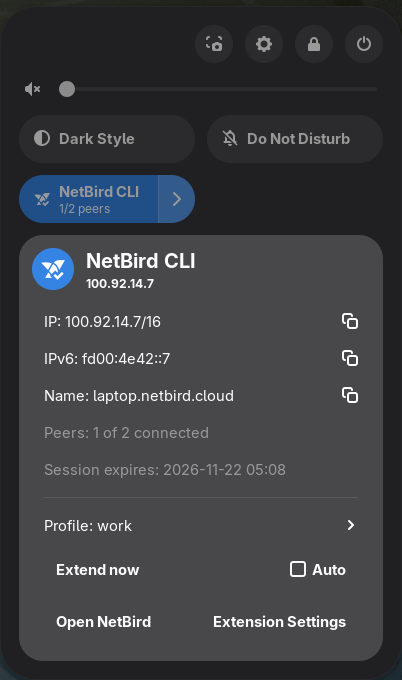 Dark Style
Do Not Disturb
NetBird CLI
1/2 peers
NetBird CLI
100.92.14.7
IP: 100.92.14.7/16
IPv6: fd00:4e42::7
Name: laptop.netbird.cloud
Peers: 1 of 2 connected
Session expires: 2026-11-22 05:08
Profile: work
Extend now
Auto
Open NetBird
Extension Settings